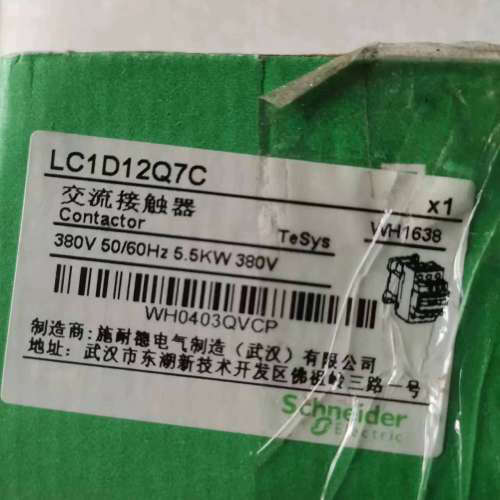 LC1D12Q7C
x1
交流接触器
Contactor
TeSys
WH1638
380V 50/60Hz 5.5KW 380V
WH0403QVCP
制造商: 施耐德电气制造 (武汉) 有限公司
地址: 武汉市东湖新技术开发区佛祖岭三路一号
Schneider
Electric